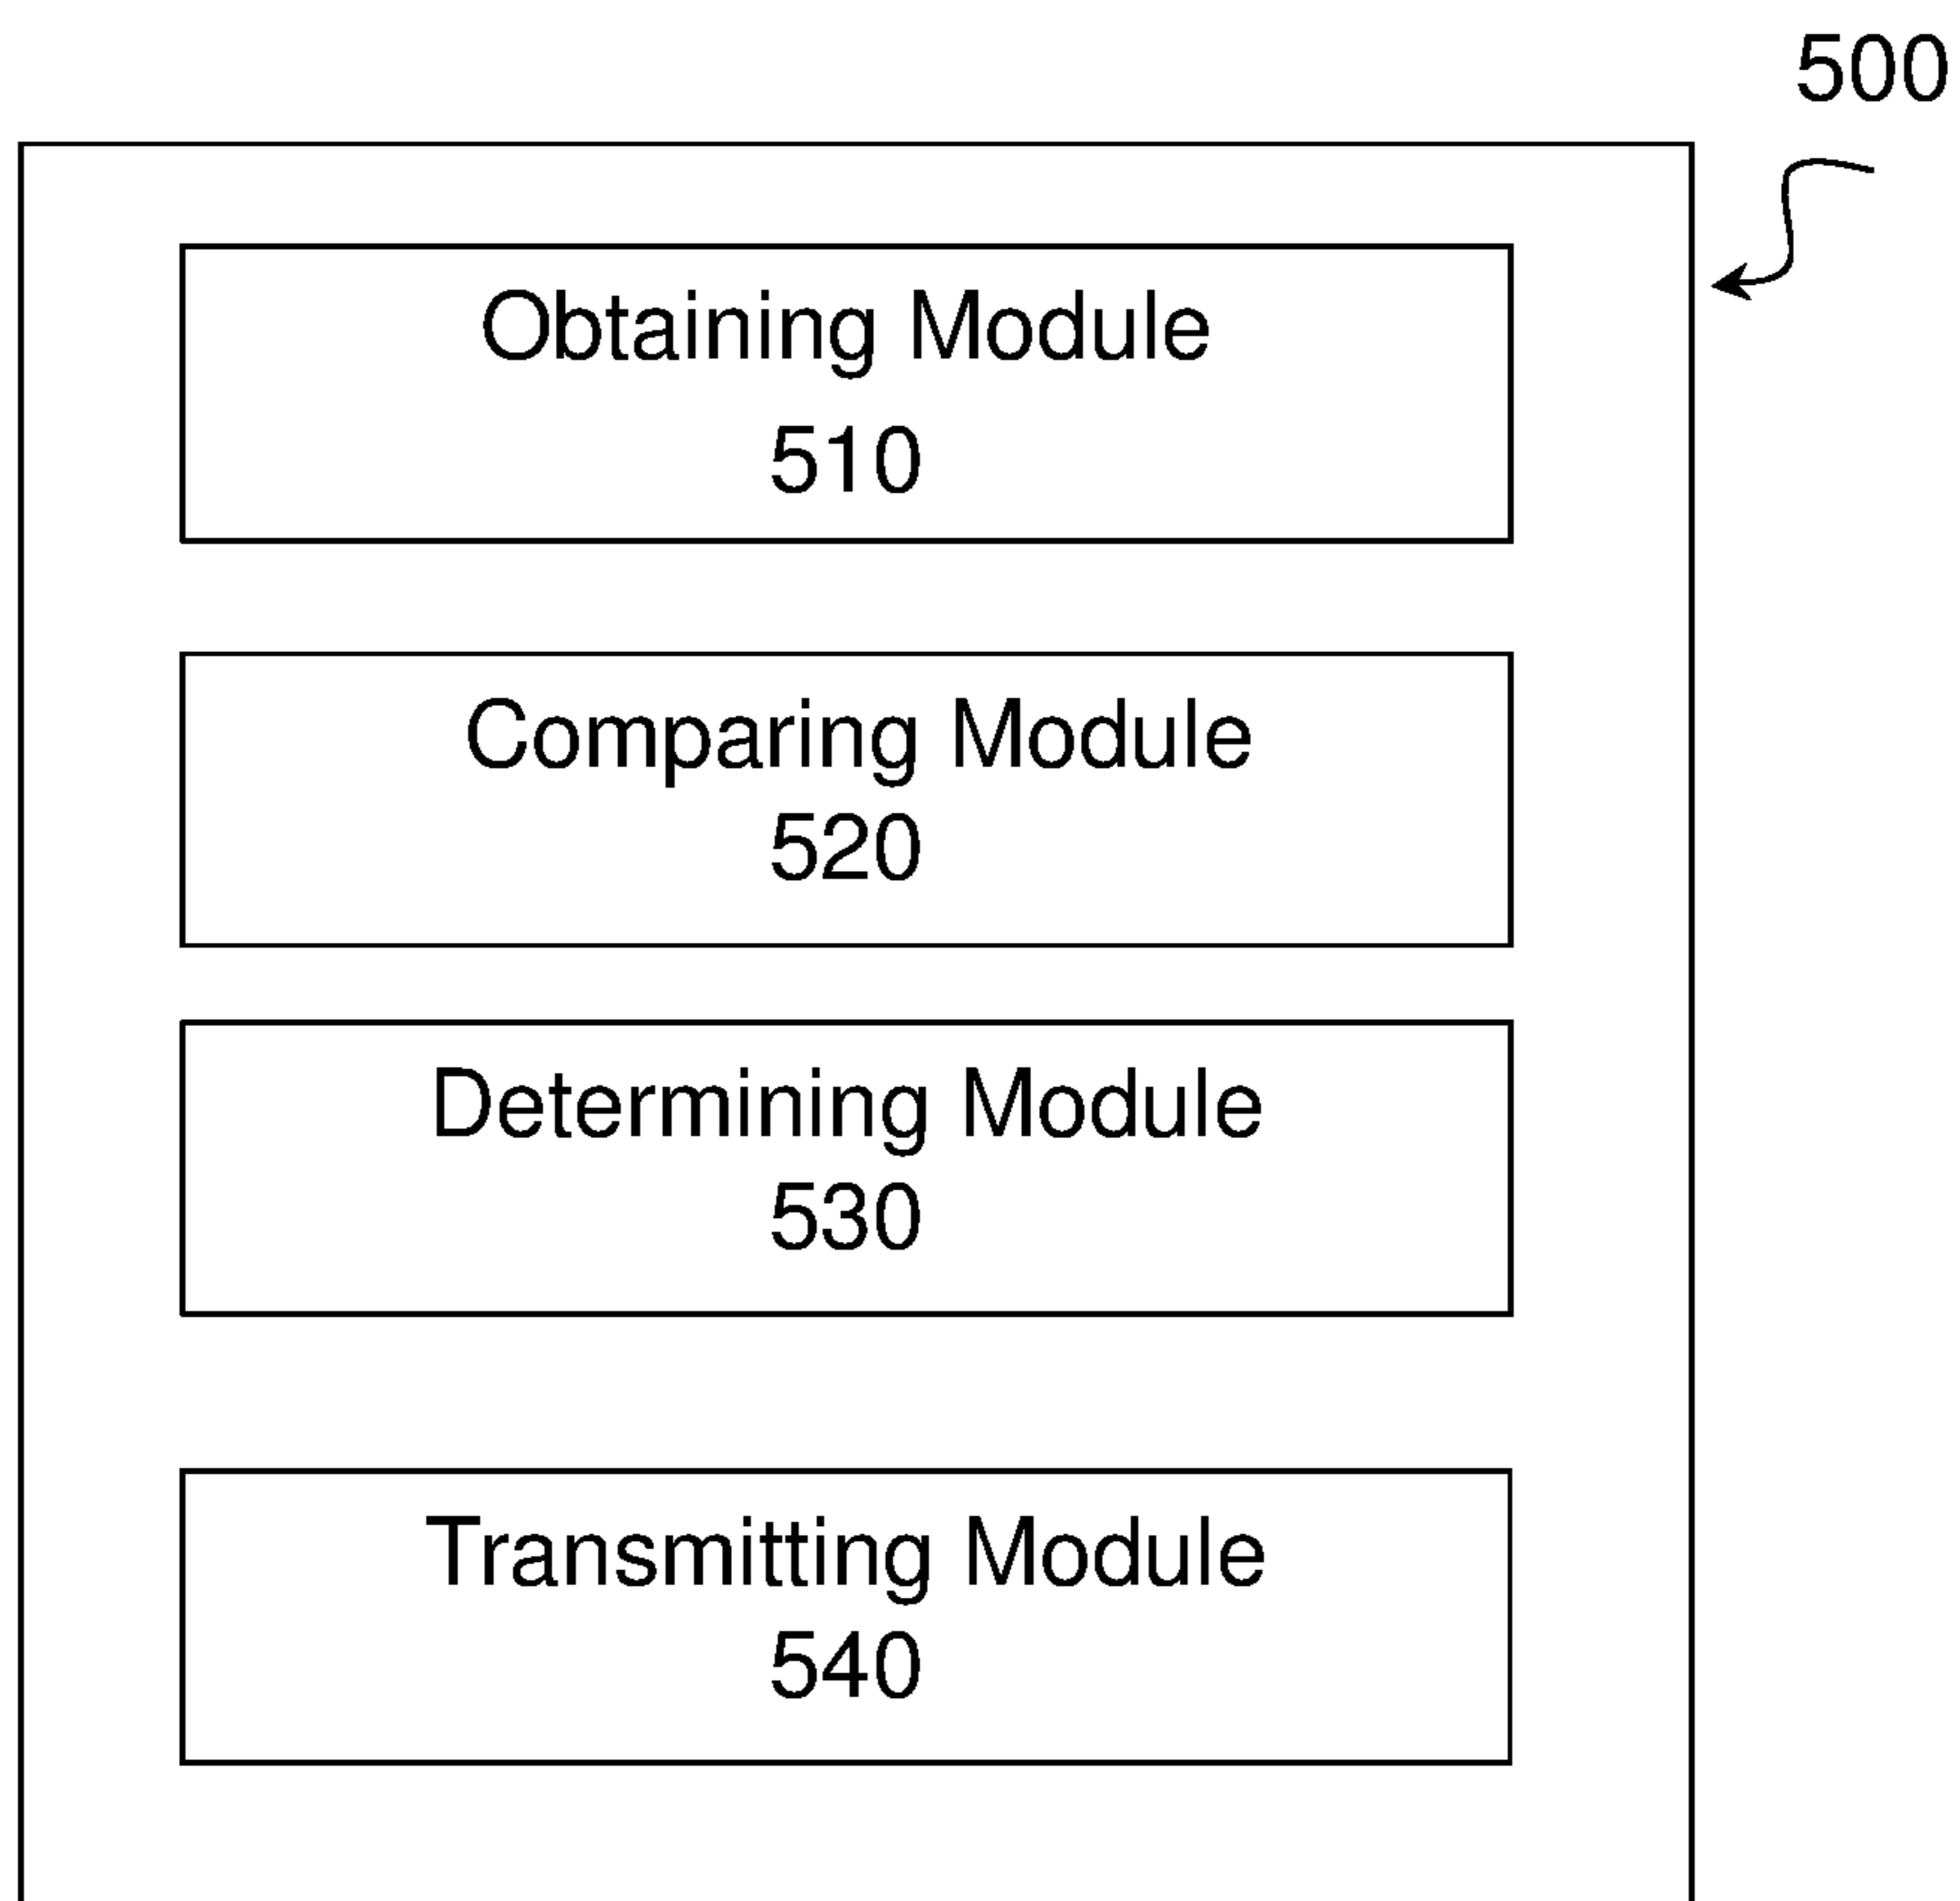 500
Obtaining Module
510
Comparing Module
520
Determining Module
530
Transmitting Module
540